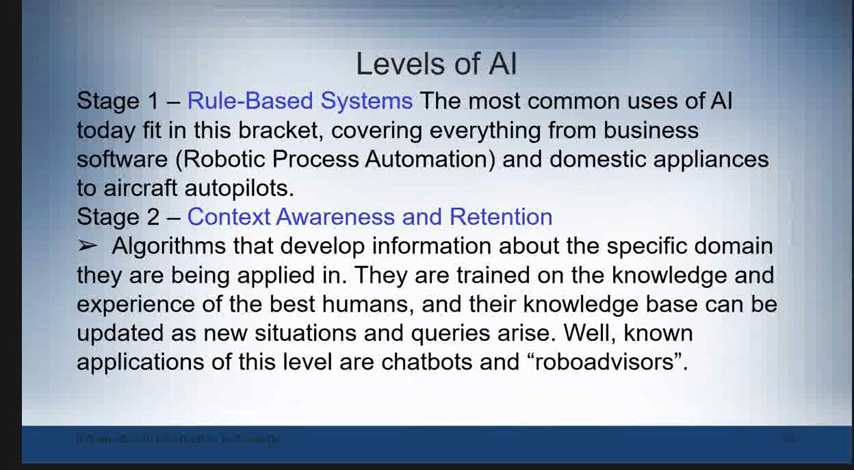 Levels of AI
Stage 1 – Rule-Based Systems The most common uses of AI
today fit in this bracket, covering everything from business
software (Robotic Process Automation) and domestic appliances
to aircraft autopilots.
Stage 2 – Context Awareness and Retention
➢ Algorithms that develop information about the specific domain
they are being applied in. They are trained on the knowledge and
experience of the best humans, and their knowledge base can be
updated as new situations and queries arise. Well, known
applications of this level are chatbots and “roboadvisors”.